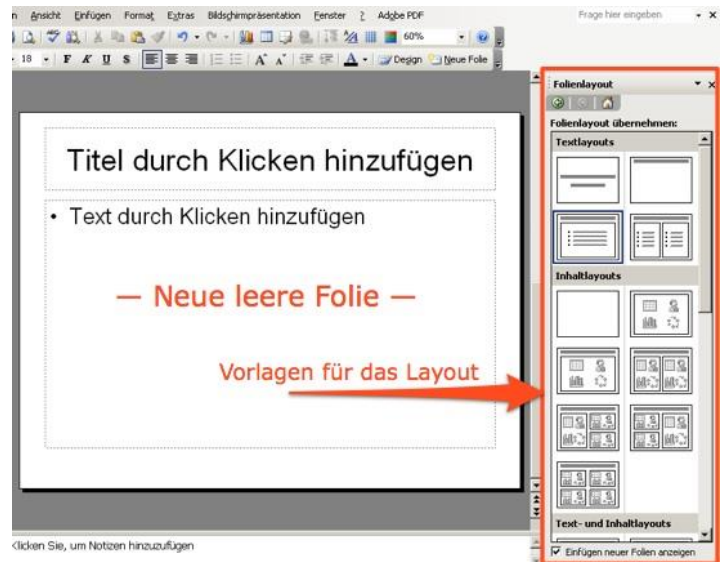 n Ansicht Einfügen Format Extras Bildschirmpräsentation Fenster ? Adobe PDF Frage hier eingeben
60%
18 F K U S A A A Design Neue Folie
Folienlayout
Folienlayout übernehmen:
Textlayouts
Titel durch Klicken hinzufügen
• Text durch Klicken hinzufügen
Inhaltlayouts
— Neue leere Folie —
Vorlagen für das Layout
Text- und Inhaltlayouts
Klicken Sie, um Notizen hinzuzufügen
Einfügen neuer Folien anzeigen